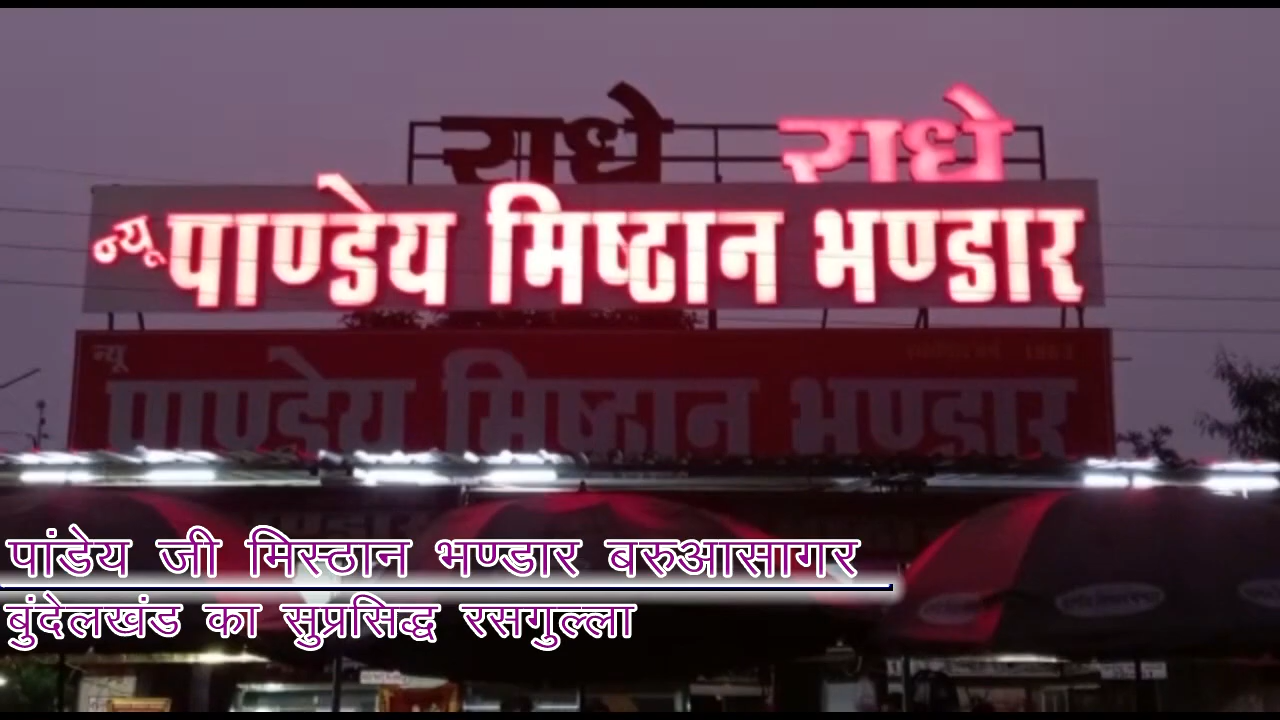 राधे राधे
न्यू पाण्डेय मिष्ठान भण्डार
न्यू
पाण्डेय मिष्ठान भण्डार
पांडेय जी मिस्ठान भण्डार बरुआसागर
बुंदेलखंड का सुप्रसिद्ध रसगुल्ला